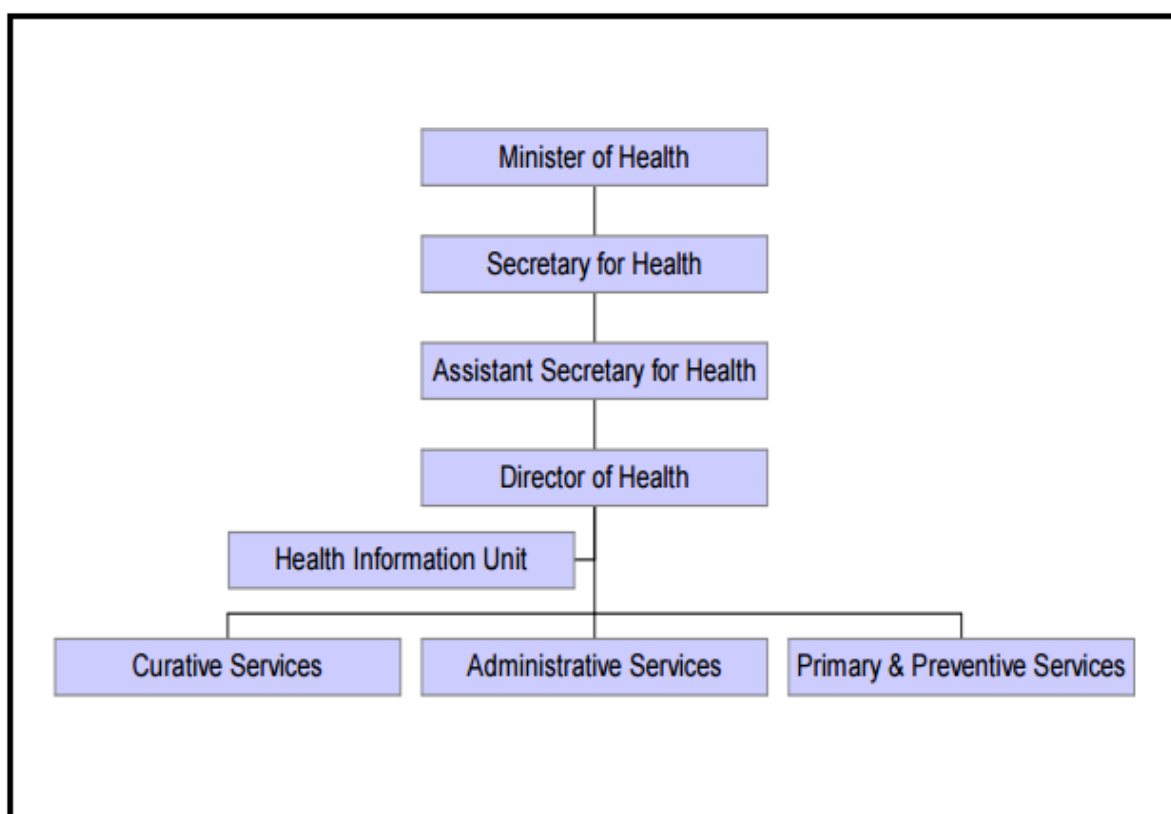 Minister of Health
Secretary for Health
Assistant Secretary for Health
Director of Health
Health Information Unit
Curative Services
Administrative Services
Primary & Preventive Services